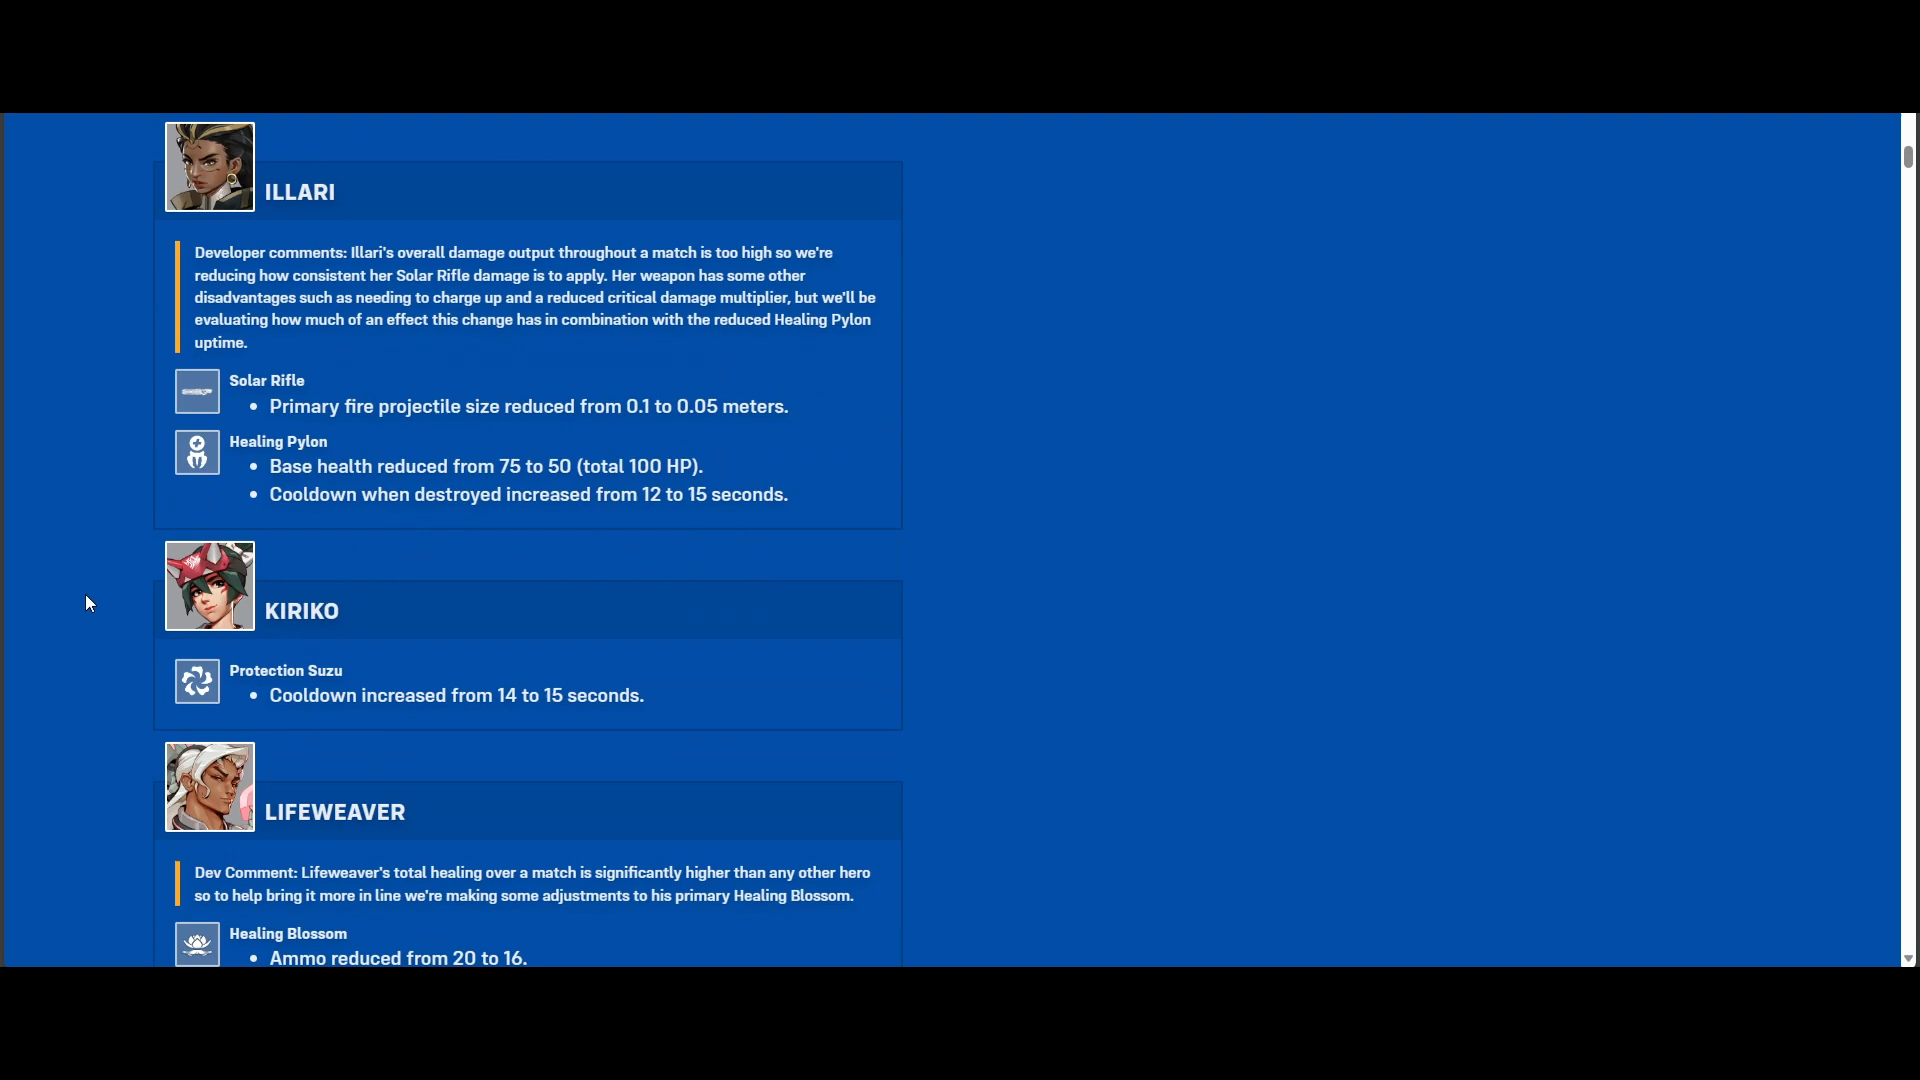 ILLARI
Developer comments: Illari's overall damage output throughout a match is too high so we're
reducing how consistent her Solar Rifle damage is to apply. Her weapon has some other
disadvantages such as needing to charge up and a reduced critical damage multiplier, but we'll be
evaluating how much of an effect this change has in combination with the reduced Healing Pylon
uptime.
Solar Rifle
• Primary fire projectile size reduced from 0.1 to 0.05 meters.
Healing Pylon
• Base health reduced from 75 to 50 (total 100 HP).
• Cooldown when destroyed increased from 12 to 15 seconds.
KIRIKO
Protection Suzu
• Cooldown increased from 14 to 15 seconds.
LIFEWEAVER
Dev Comment: Lifeweaver's total healing over a match is significantly higher than any other hero
so to help bring it more in line we're making some adjustments to his primary Healing Blossom.
Healing Blossom
• Ammo reduced from 20 to 16.